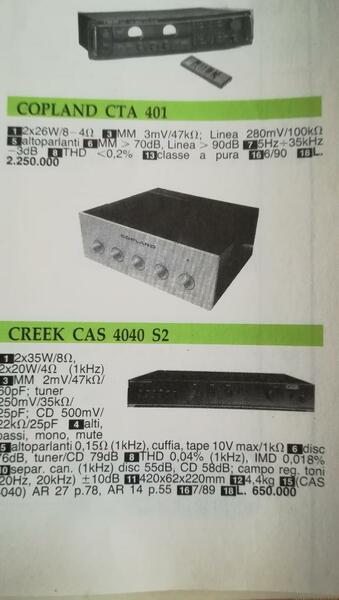 COPLAND CTA 401
1 2x26W/8-4Ω 3 MM 3mV/47kΩ; Linea 280mV/100kΩ
5 altoparlanti 6 MM > 70dB, Linea > 90dB 7 5Hz÷35kHz
-3dB 8 THD <0,2% 13 classe a pura 16 6/90 18 L.
2.250.000
COPLAND
CREEK CAS 4040 S2
1 2x35W/8Ω,
2x20W/4Ω (1kHz)
3 MM 2mV/47kΩ/
50pF; tuner
250mV/35kΩ/
25pF; CD 500mV/
22kΩ/25pF 4 alti,
bassi, mono, mute
5 altoparlanti 0,15Ω (1kHz), cuffia, tape 10V max/1kΩ 6 disc
76dB, tuner/CD 79dB 8 THD 0,04% (1kHz), IMD 0,018%
10 separ. can. (1kHz) disc 55dB, CD 58dB; campo reg. toni
(20Hz, 20kHz) ±10dB 11 420x62x220mm 12 4,4kg 15 (CAS
4040) AR 27 p.78, AR 14 p.55 16 7/89 18 L. 650.000